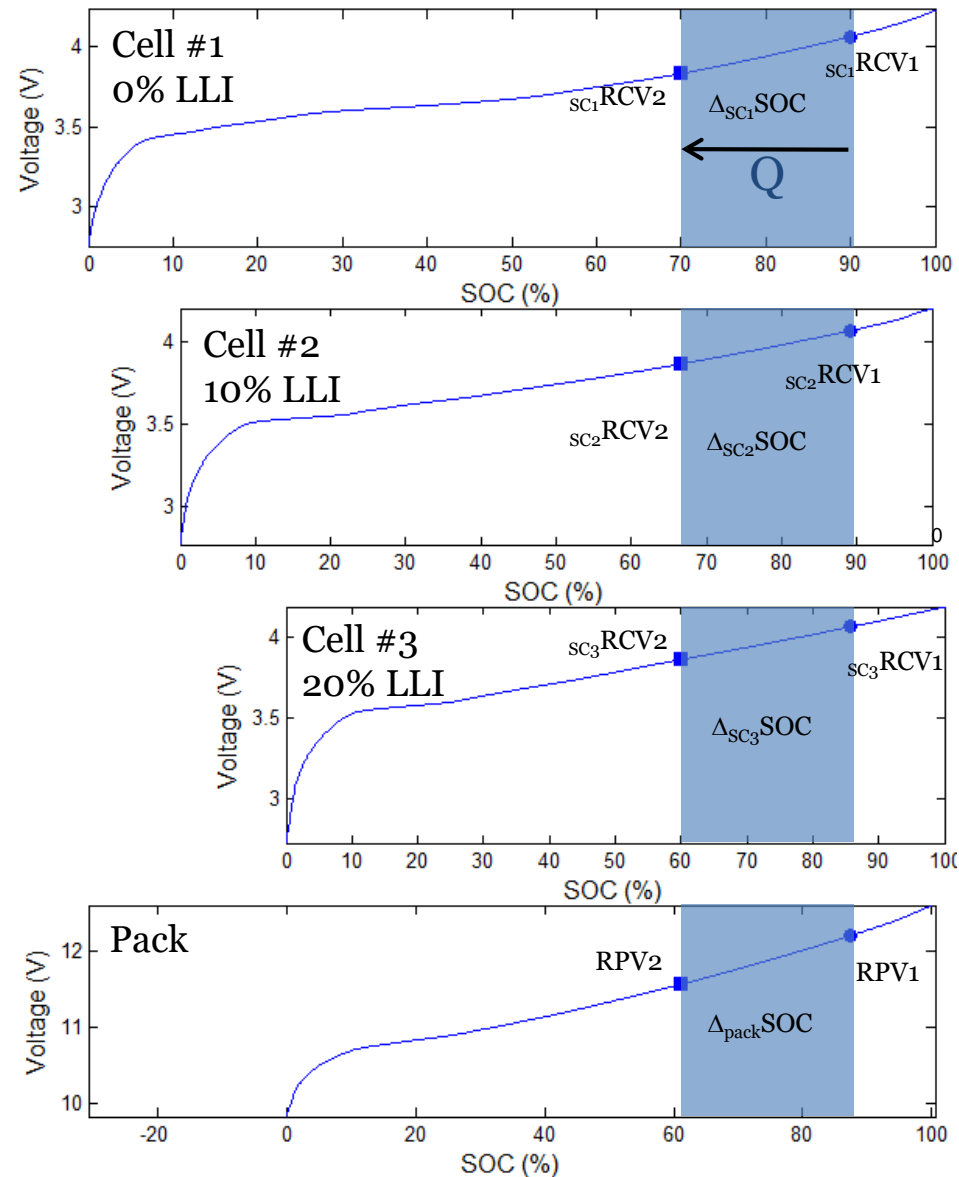 Cell #1
0% LLI
Voltage (V)
4
3.5
3
SC1RCV2
SC1RCV1
ΔSC1SOC
Q
0 10 20 30 40 50 60 70 80 90 100
SOC (%)
Cell #2
10% LLI
Voltage (V)
4
3.5
3
SC2RCV2
SC2RCV1
ΔSC2SOC
0
0 10 20 30 40 50 60 70 80 90 100
SOC (%)
Cell #3
20% LLI
Voltage (V)
4
3.5
3
SC3RCV2
SC3RCV1
ΔSC3SOC
0 10 20 30 40 50 60 70 80 90 100
SOC (%)
Pack
Voltage (V)
12
11
10
RPV2
RPV1
ΔpackSOC
-20 0 20 40 60 80 100
SOC (%)